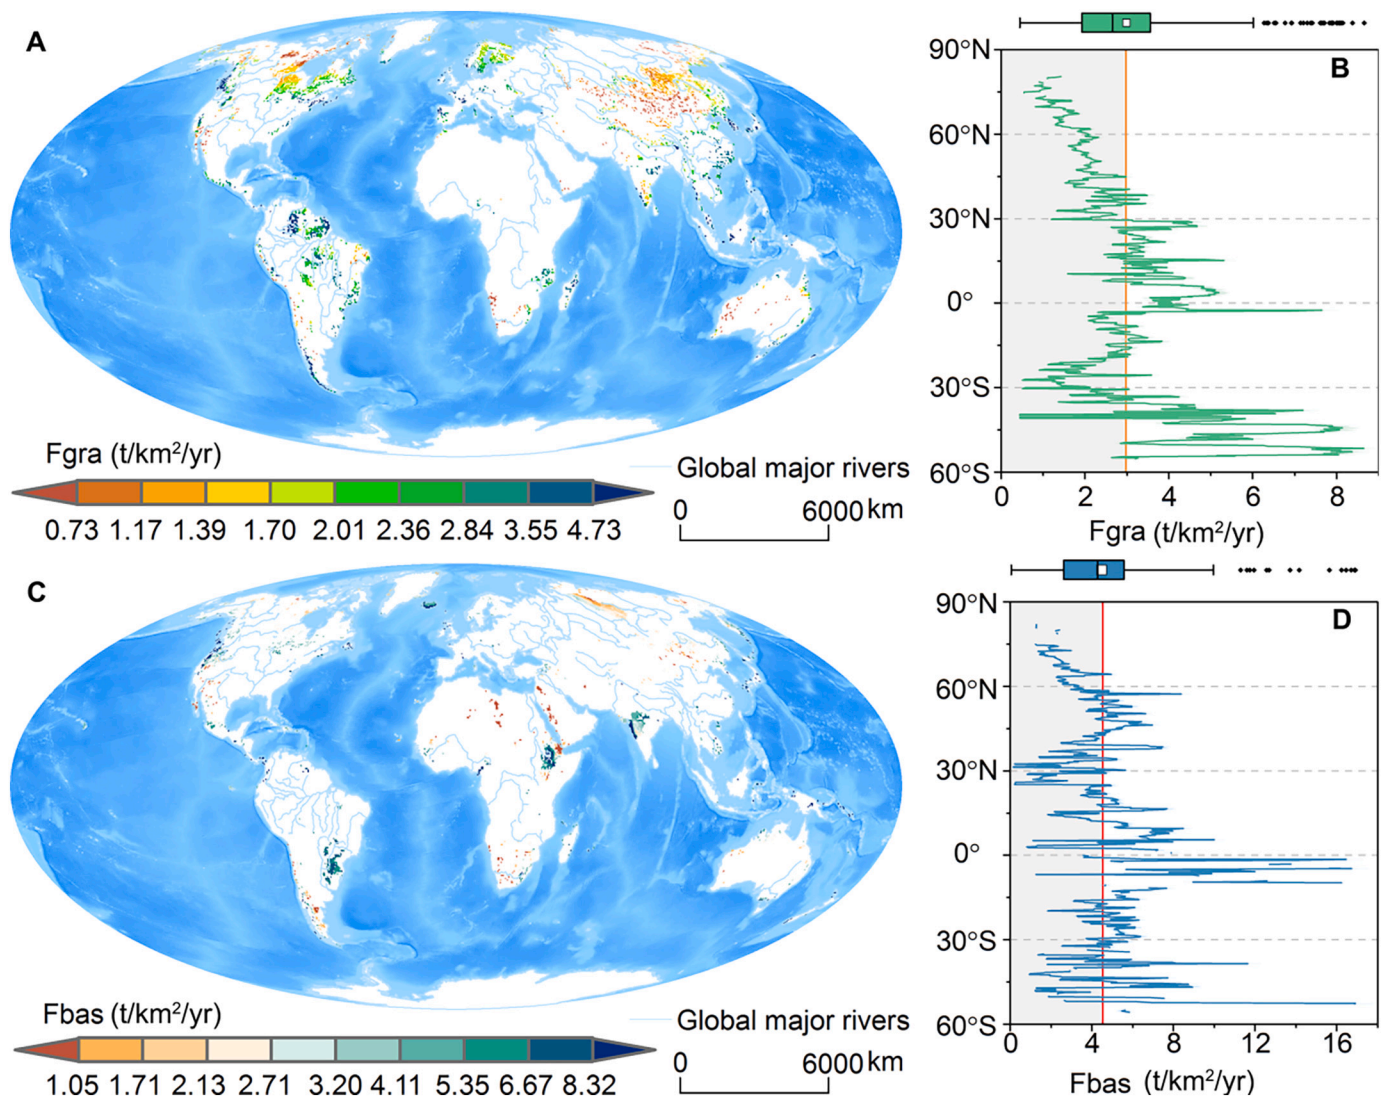 A
Fgra (t/km²/yr)
0.73 1.17 1.39 1.70 2.01 2.36 2.84 3.55 4.73
Global major rivers
0 6000 km
B
90°N
60°N
30°N
0°
30°S
60°S
0 2 4 6 8
Fgra (t/km²/yr)
C
Fbas (t/km²/yr)
1.05 1.71 2.13 2.71 3.20 4.11 5.35 6.67 8.32
Global major rivers
0 6000 km
D
90°N
60°N
30°N
0°
30°S
60°S
0 4 8 12 16
Fbas (t/km²/yr)